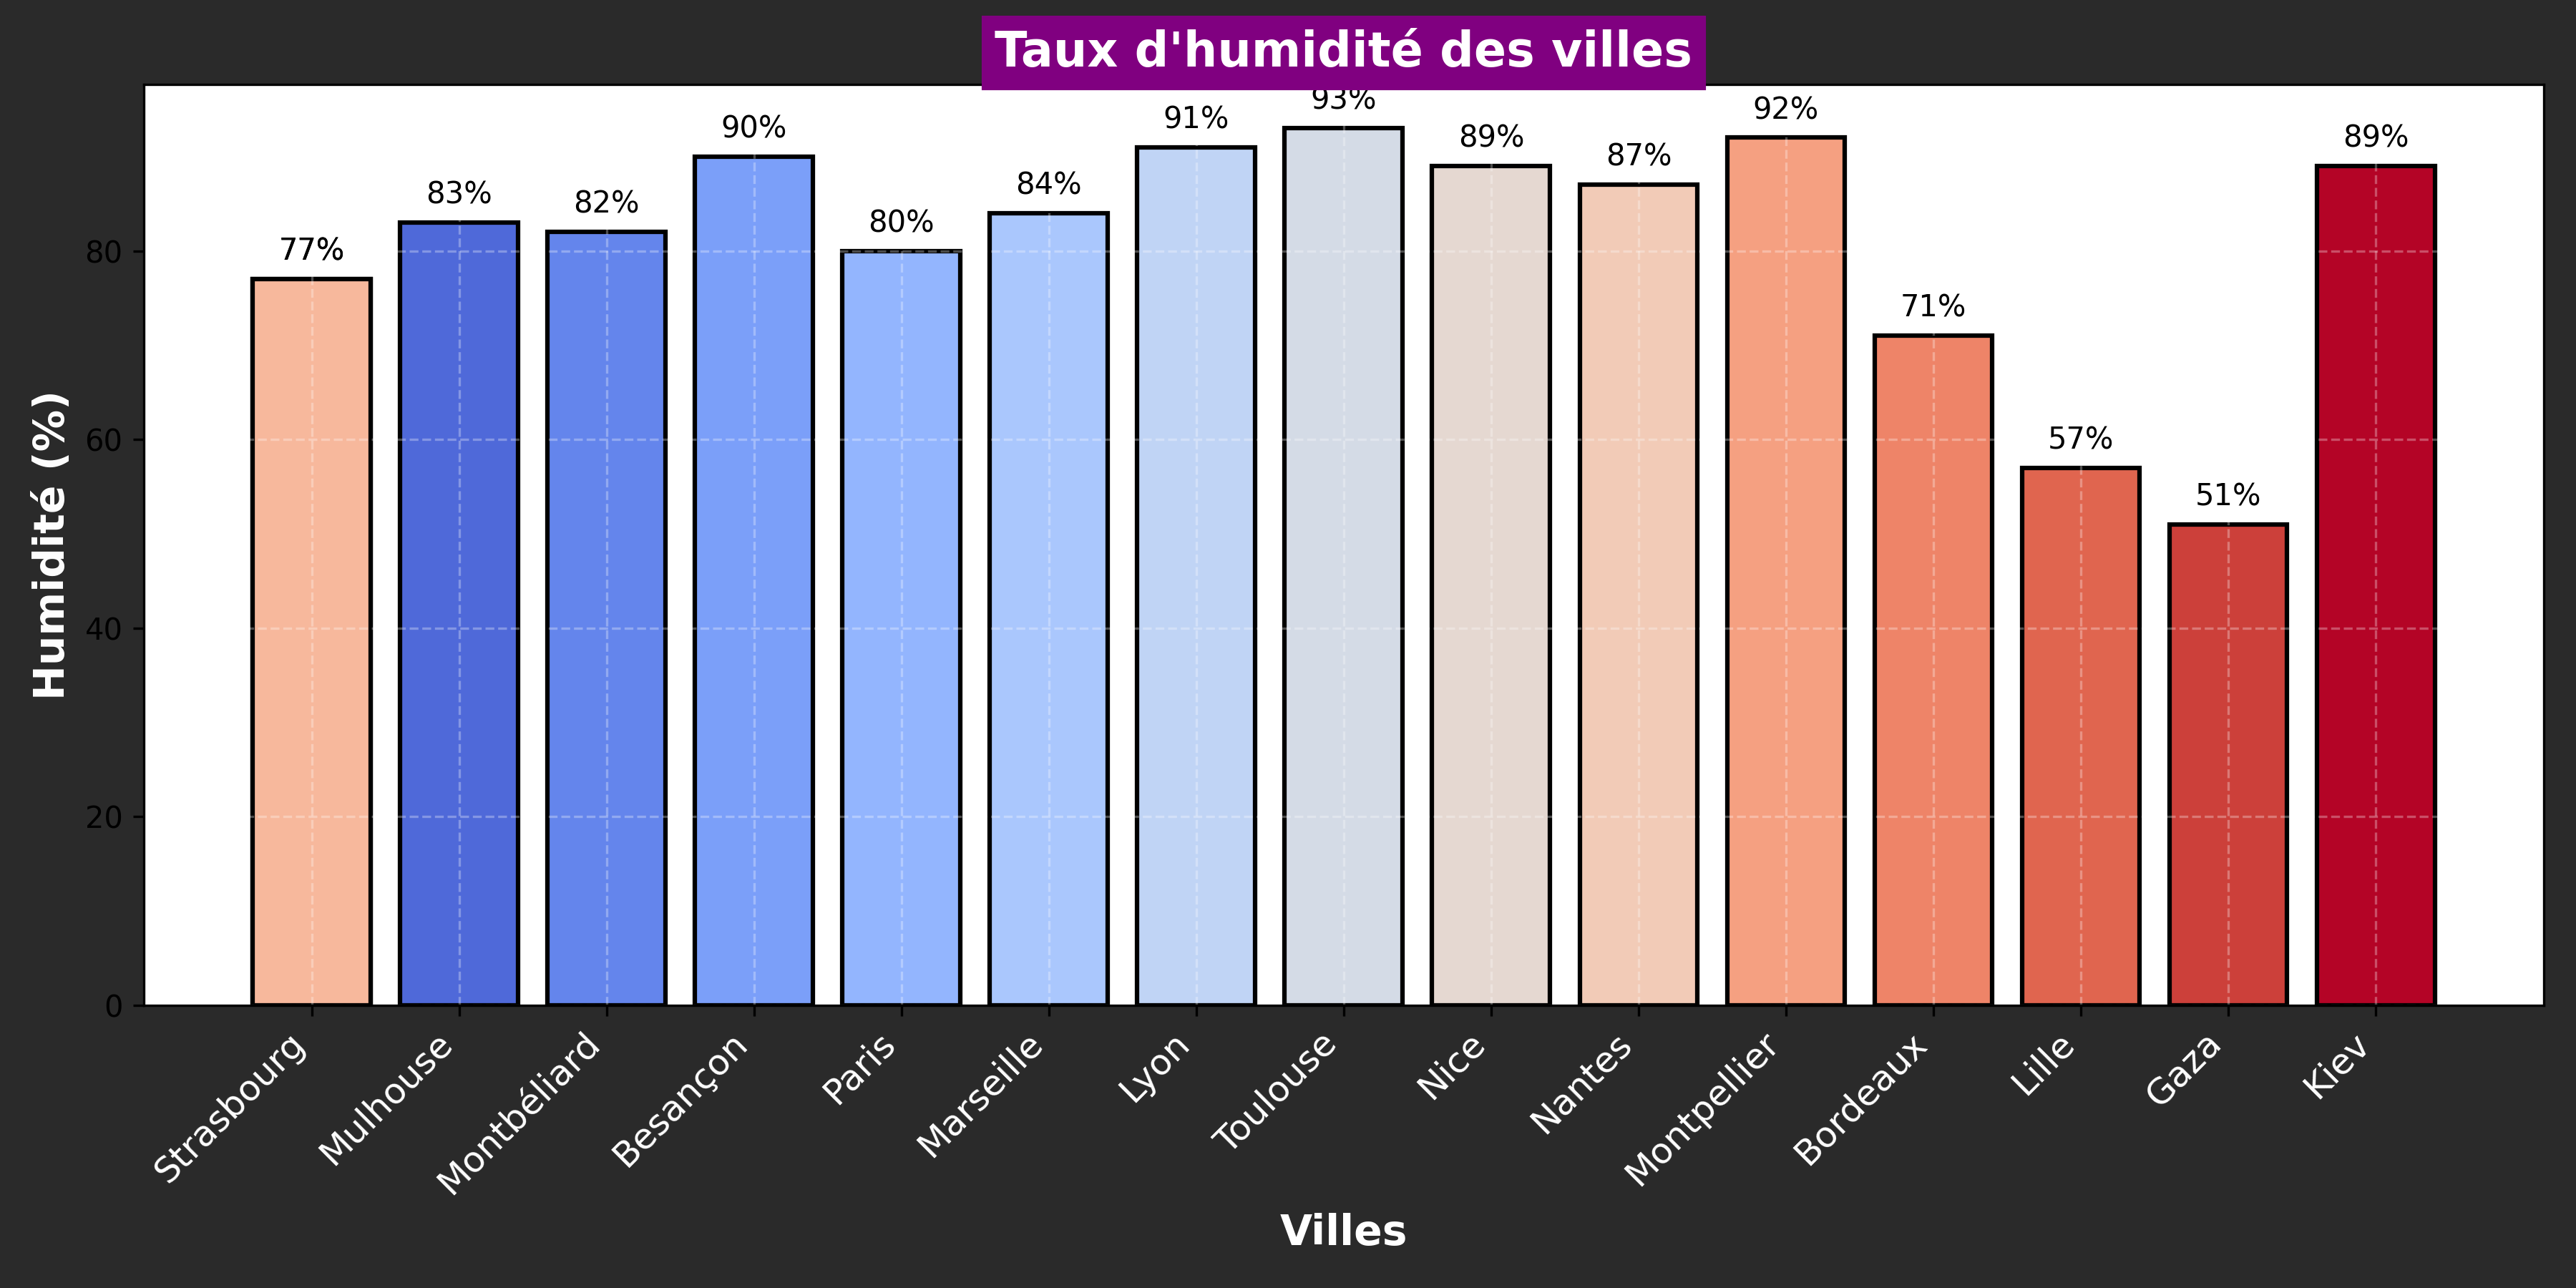 Taux d'humidité des villes
Humidité (%)
80
60
40
20
0
77%
83%
82%
90%
80%
84%
91%
93%
89%
87%
92%
71%
57%
51%
89%
Strasbourg
Mulhouse
Montbéliard
Besançon
Paris
Marseille
Lyon
Toulouse
Nice
Nantes
Montpellier
Bordeaux
Lille
Gaza
Kiev
Villes